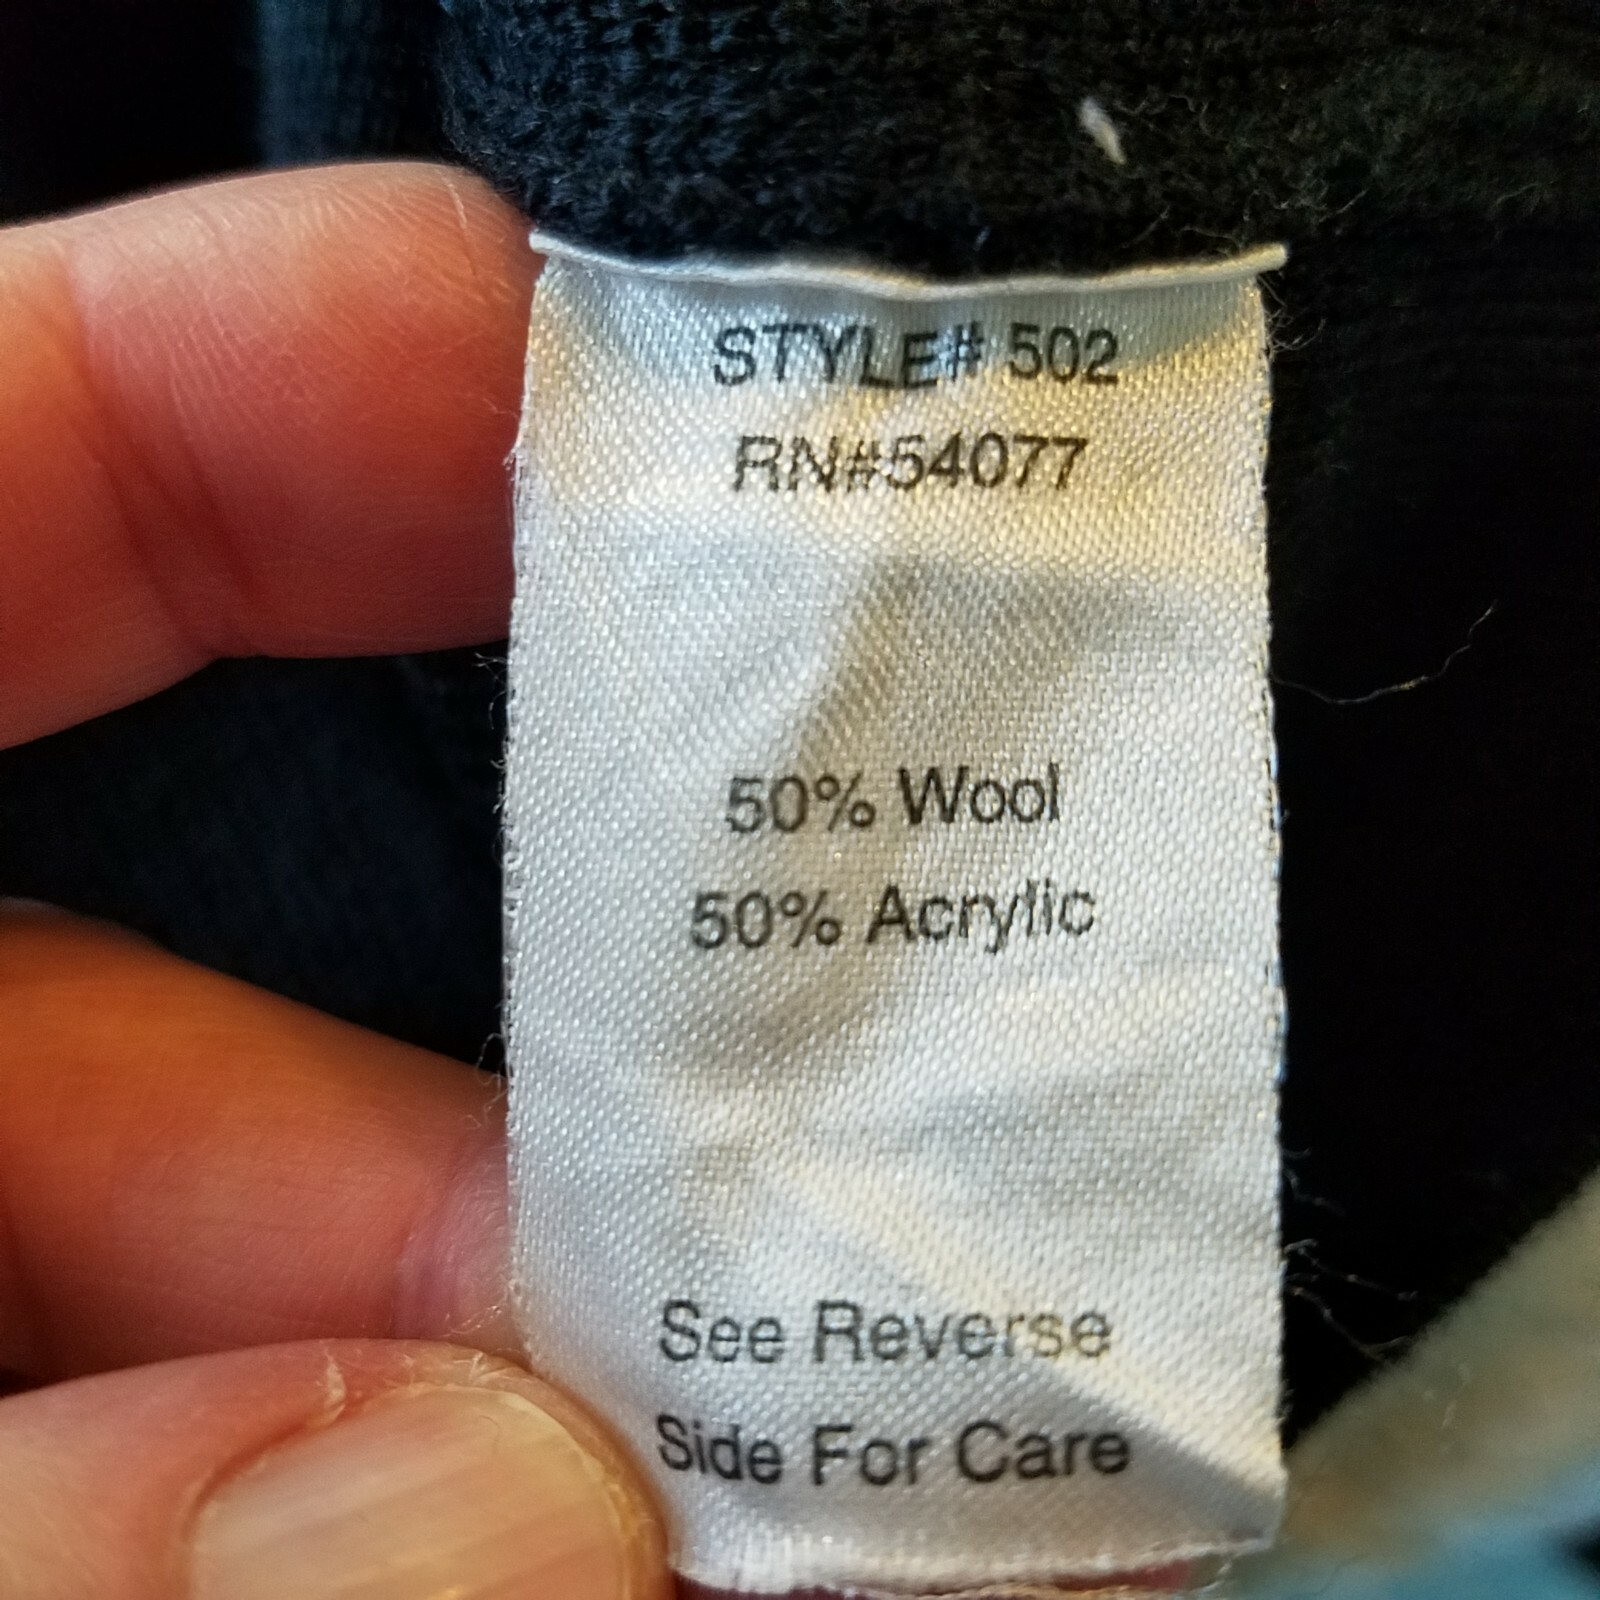 STYLE# 502
RN#54077
50% Wool
50% Acrylic
See Reverse
Side For Care